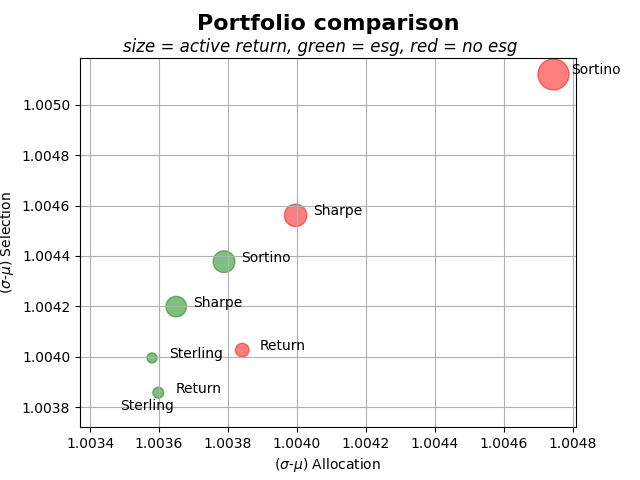 Portfolio comparison
size = active return, green = esg, red = no esg
(σ-μ) Selection
1.0050
1.0048
1.0046
1.0044
1.0042
1.0040
1.0038
Sortino
Sharpe
Sortino
Sharpe
Return
Sterling
Return
Sterling
1.0034 1.0036 1.0038 1.0040 1.0042 1.0044 1.0046 1.0048
(σ-μ) Allocation